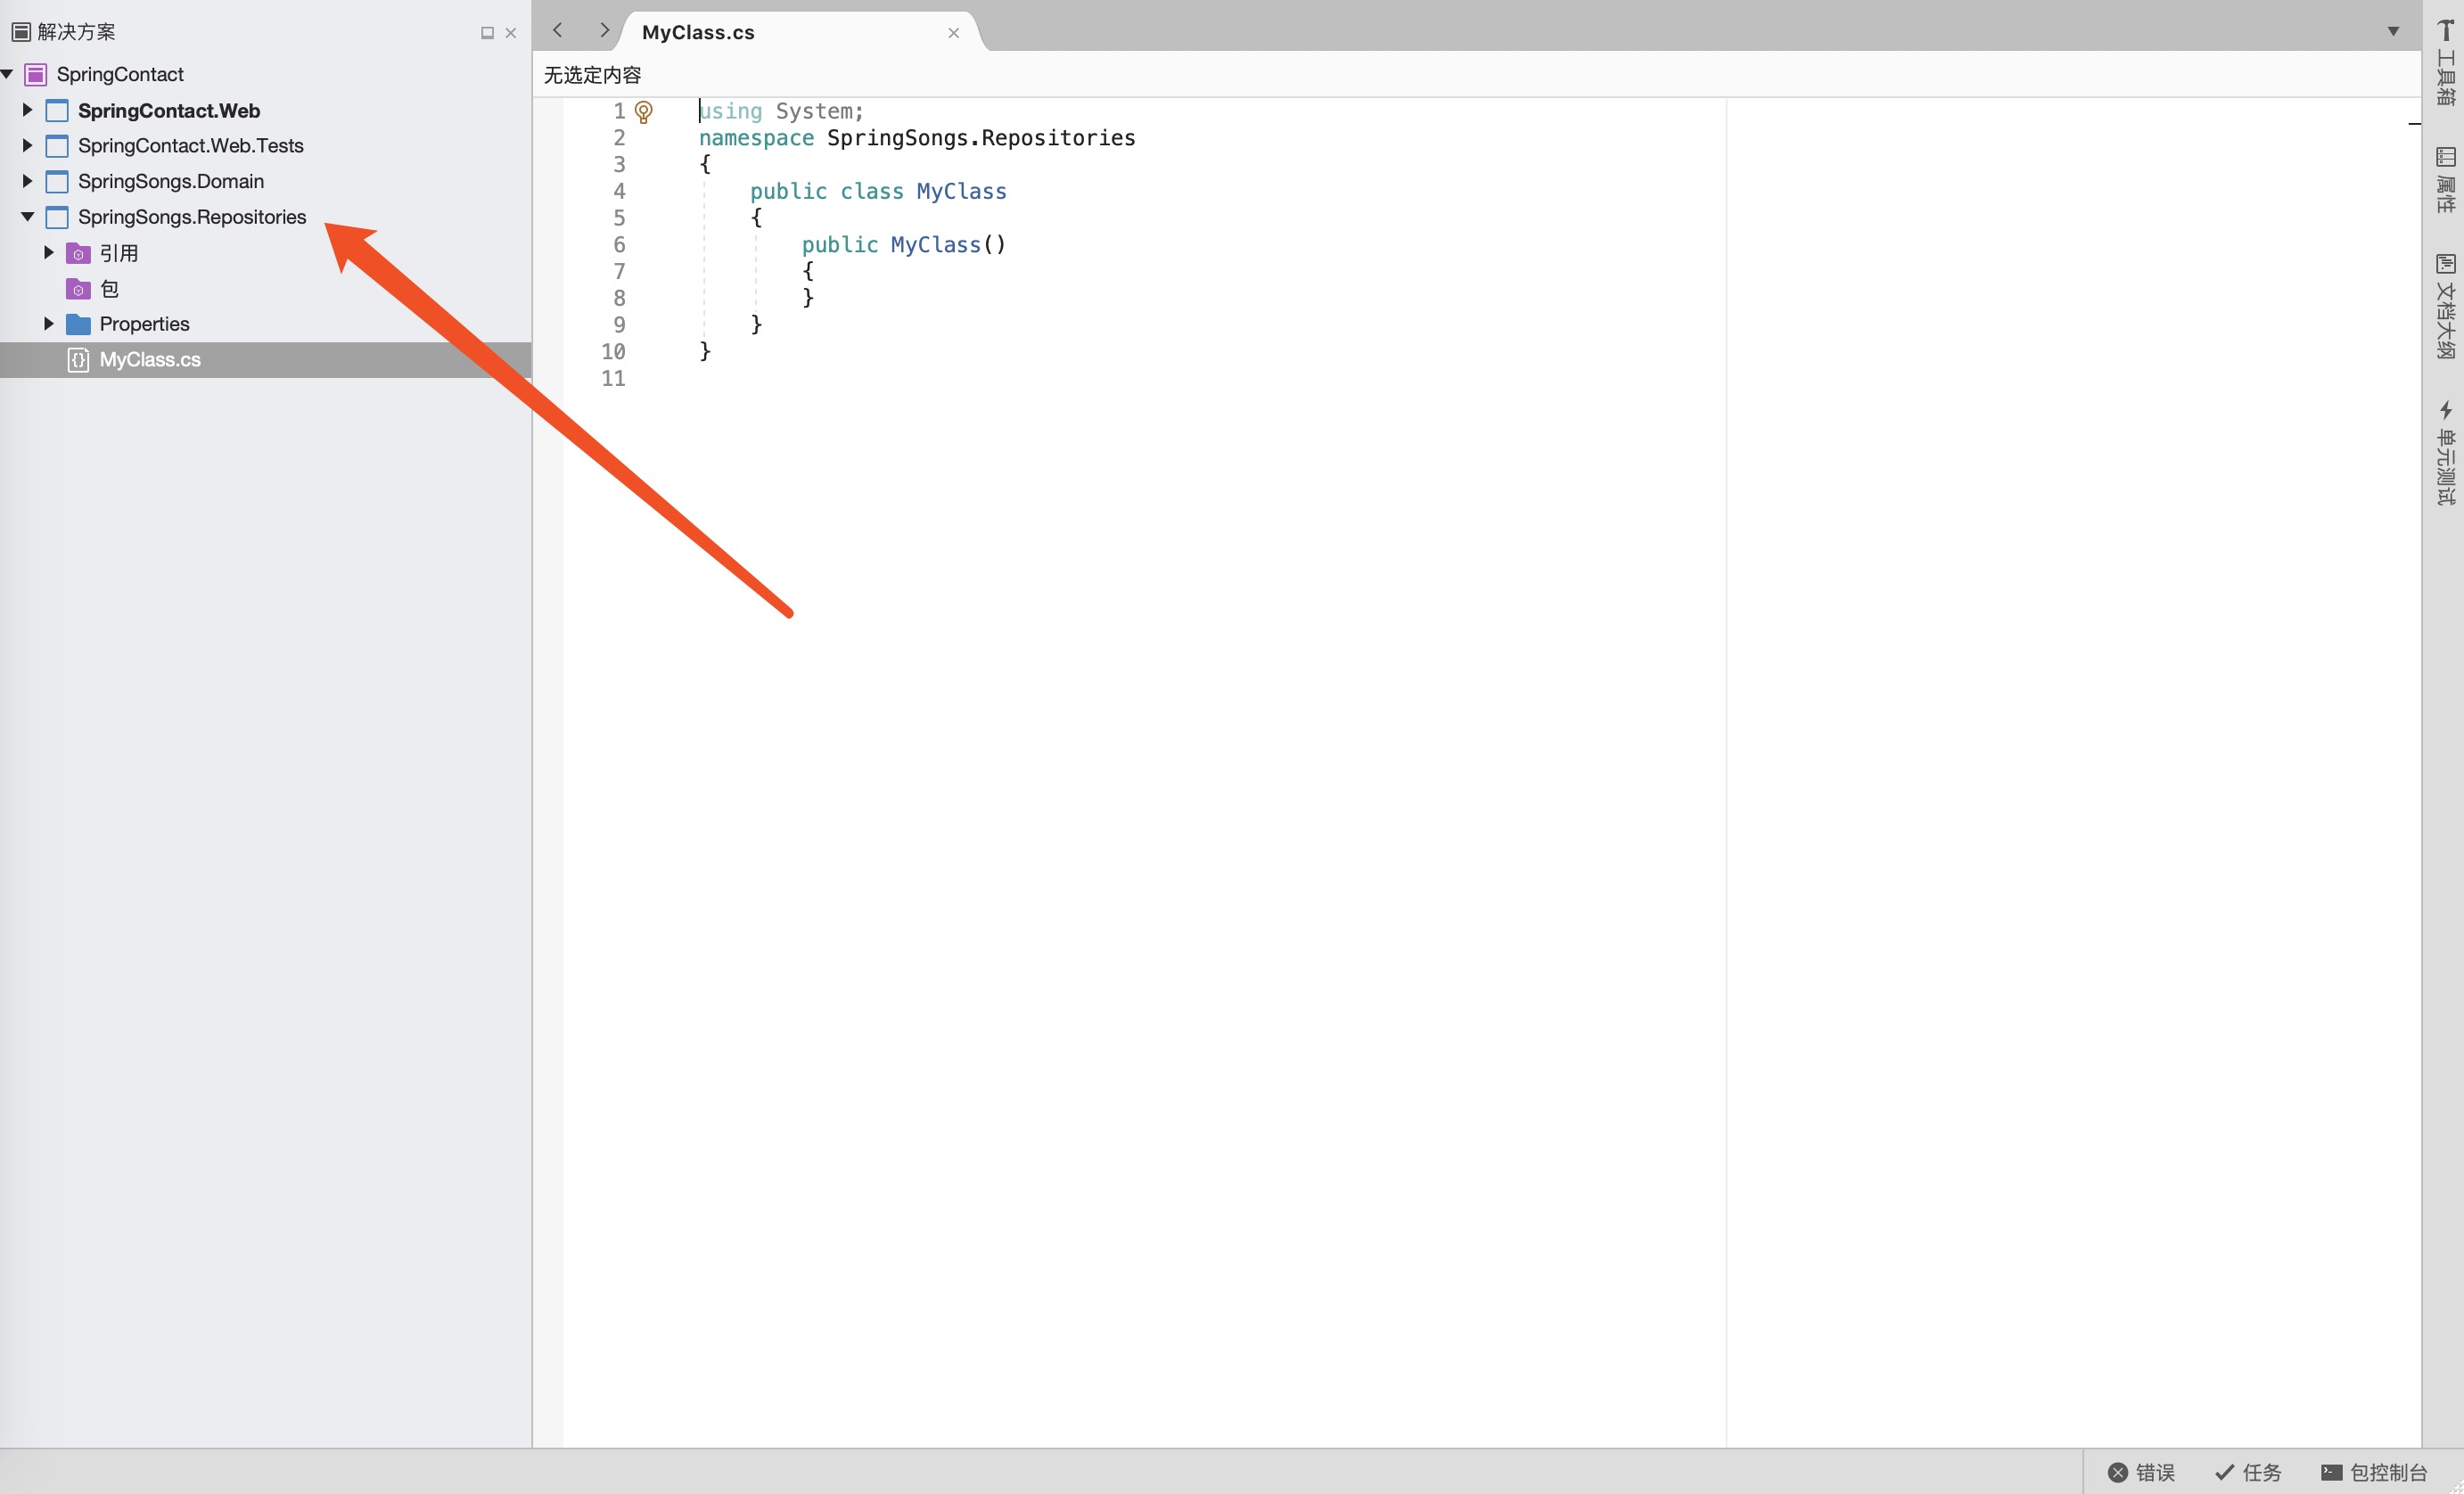 解决方案
SpringContact
SpringContact.Web
SpringContact.Web.Tests
SpringSongs.Domain
SpringSongs.Repositories
引用
包
Properties
MyClass.cs
MyClass.cs
无选定内容
1 using System;
2 namespace SpringSongs.Repositories
3 {
4 public class MyClass
5 {
6 public MyClass()
7 {
8 }
9 }
10 }
11
工具箱
属性
文档大纲
单元测试
错误
任务
包控制台